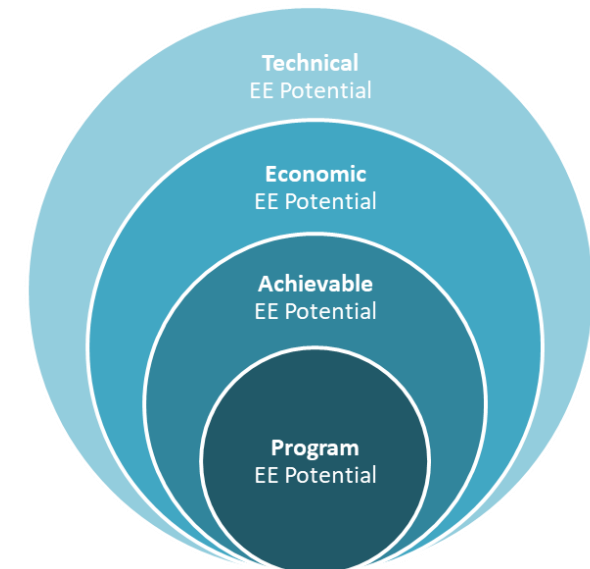 Technical
EE Potential
Economic
EE Potential
Achievable
EE Potential
Program
EE Potential